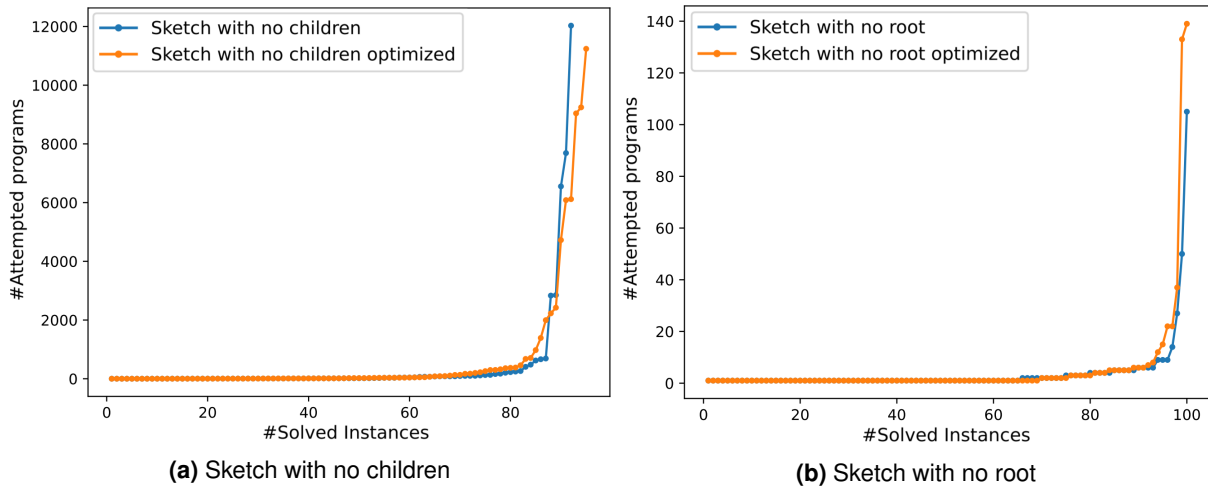 Sketch with no children
Sketch with no children optimized
12000
10000
8000
6000
4000
2000
0
#Attempted programs
0 20 40 60 80
#Solved Instances
(a) Sketch with no children
Sketch with no root
Sketch with no root optimized
140
120
100
80
60
40
20
0
#Attempted programs
0 20 40 60 80 100
#Solved Instances
(b) Sketch with no root